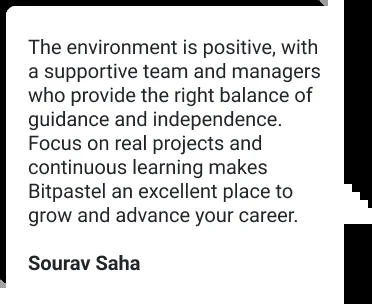 The environment is positive, with
a supportive team and managers
who provide the right balance of
guidance and independence.
Focus on real projects and
continuous learning makes
Bitpastel an excellent place to
grow and advance your career.
Sourav Saha